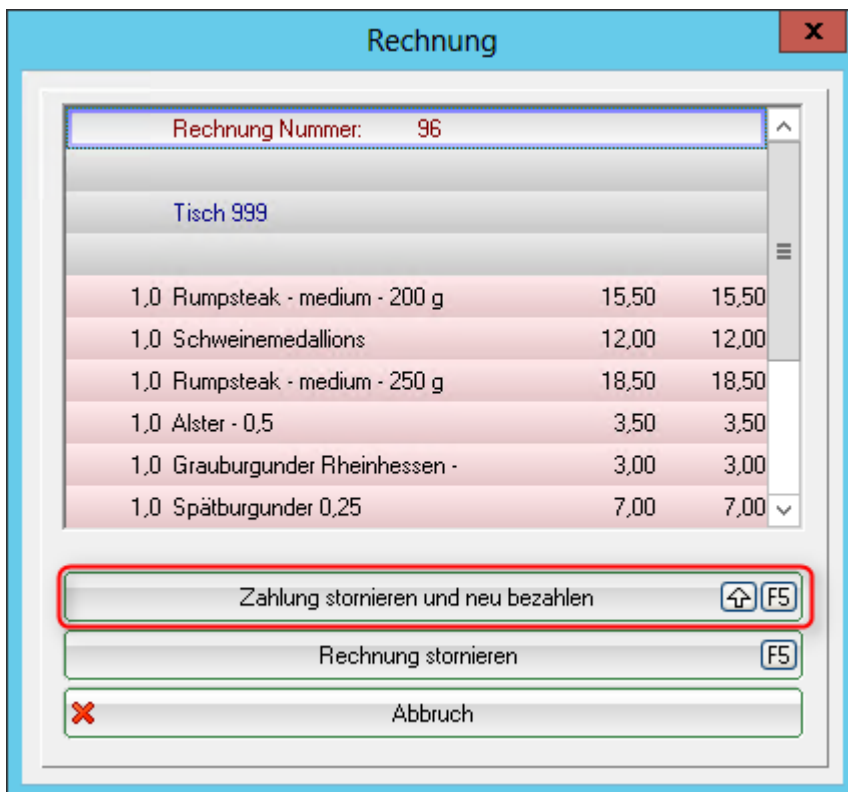 Rechnung
x
Rechnung Nummer: 96
Tisch 999
1,0 Rumpsteak - medium - 200 g 15,50 15,50
1,0 Schweinemedallions 12,00 12,00
1,0 Rumpsteak - medium - 250 g 18,50 18,50
1,0 Alster - 0,5 3,50 3,50
1,0 Grauburgunder Rheinhessen - 3,00 3,00
1,0 Spätburgunder 0,25 7,00 7,00
Zahlung stornieren und neu bezahlen F5
Rechnung stornieren F5
Abbruch